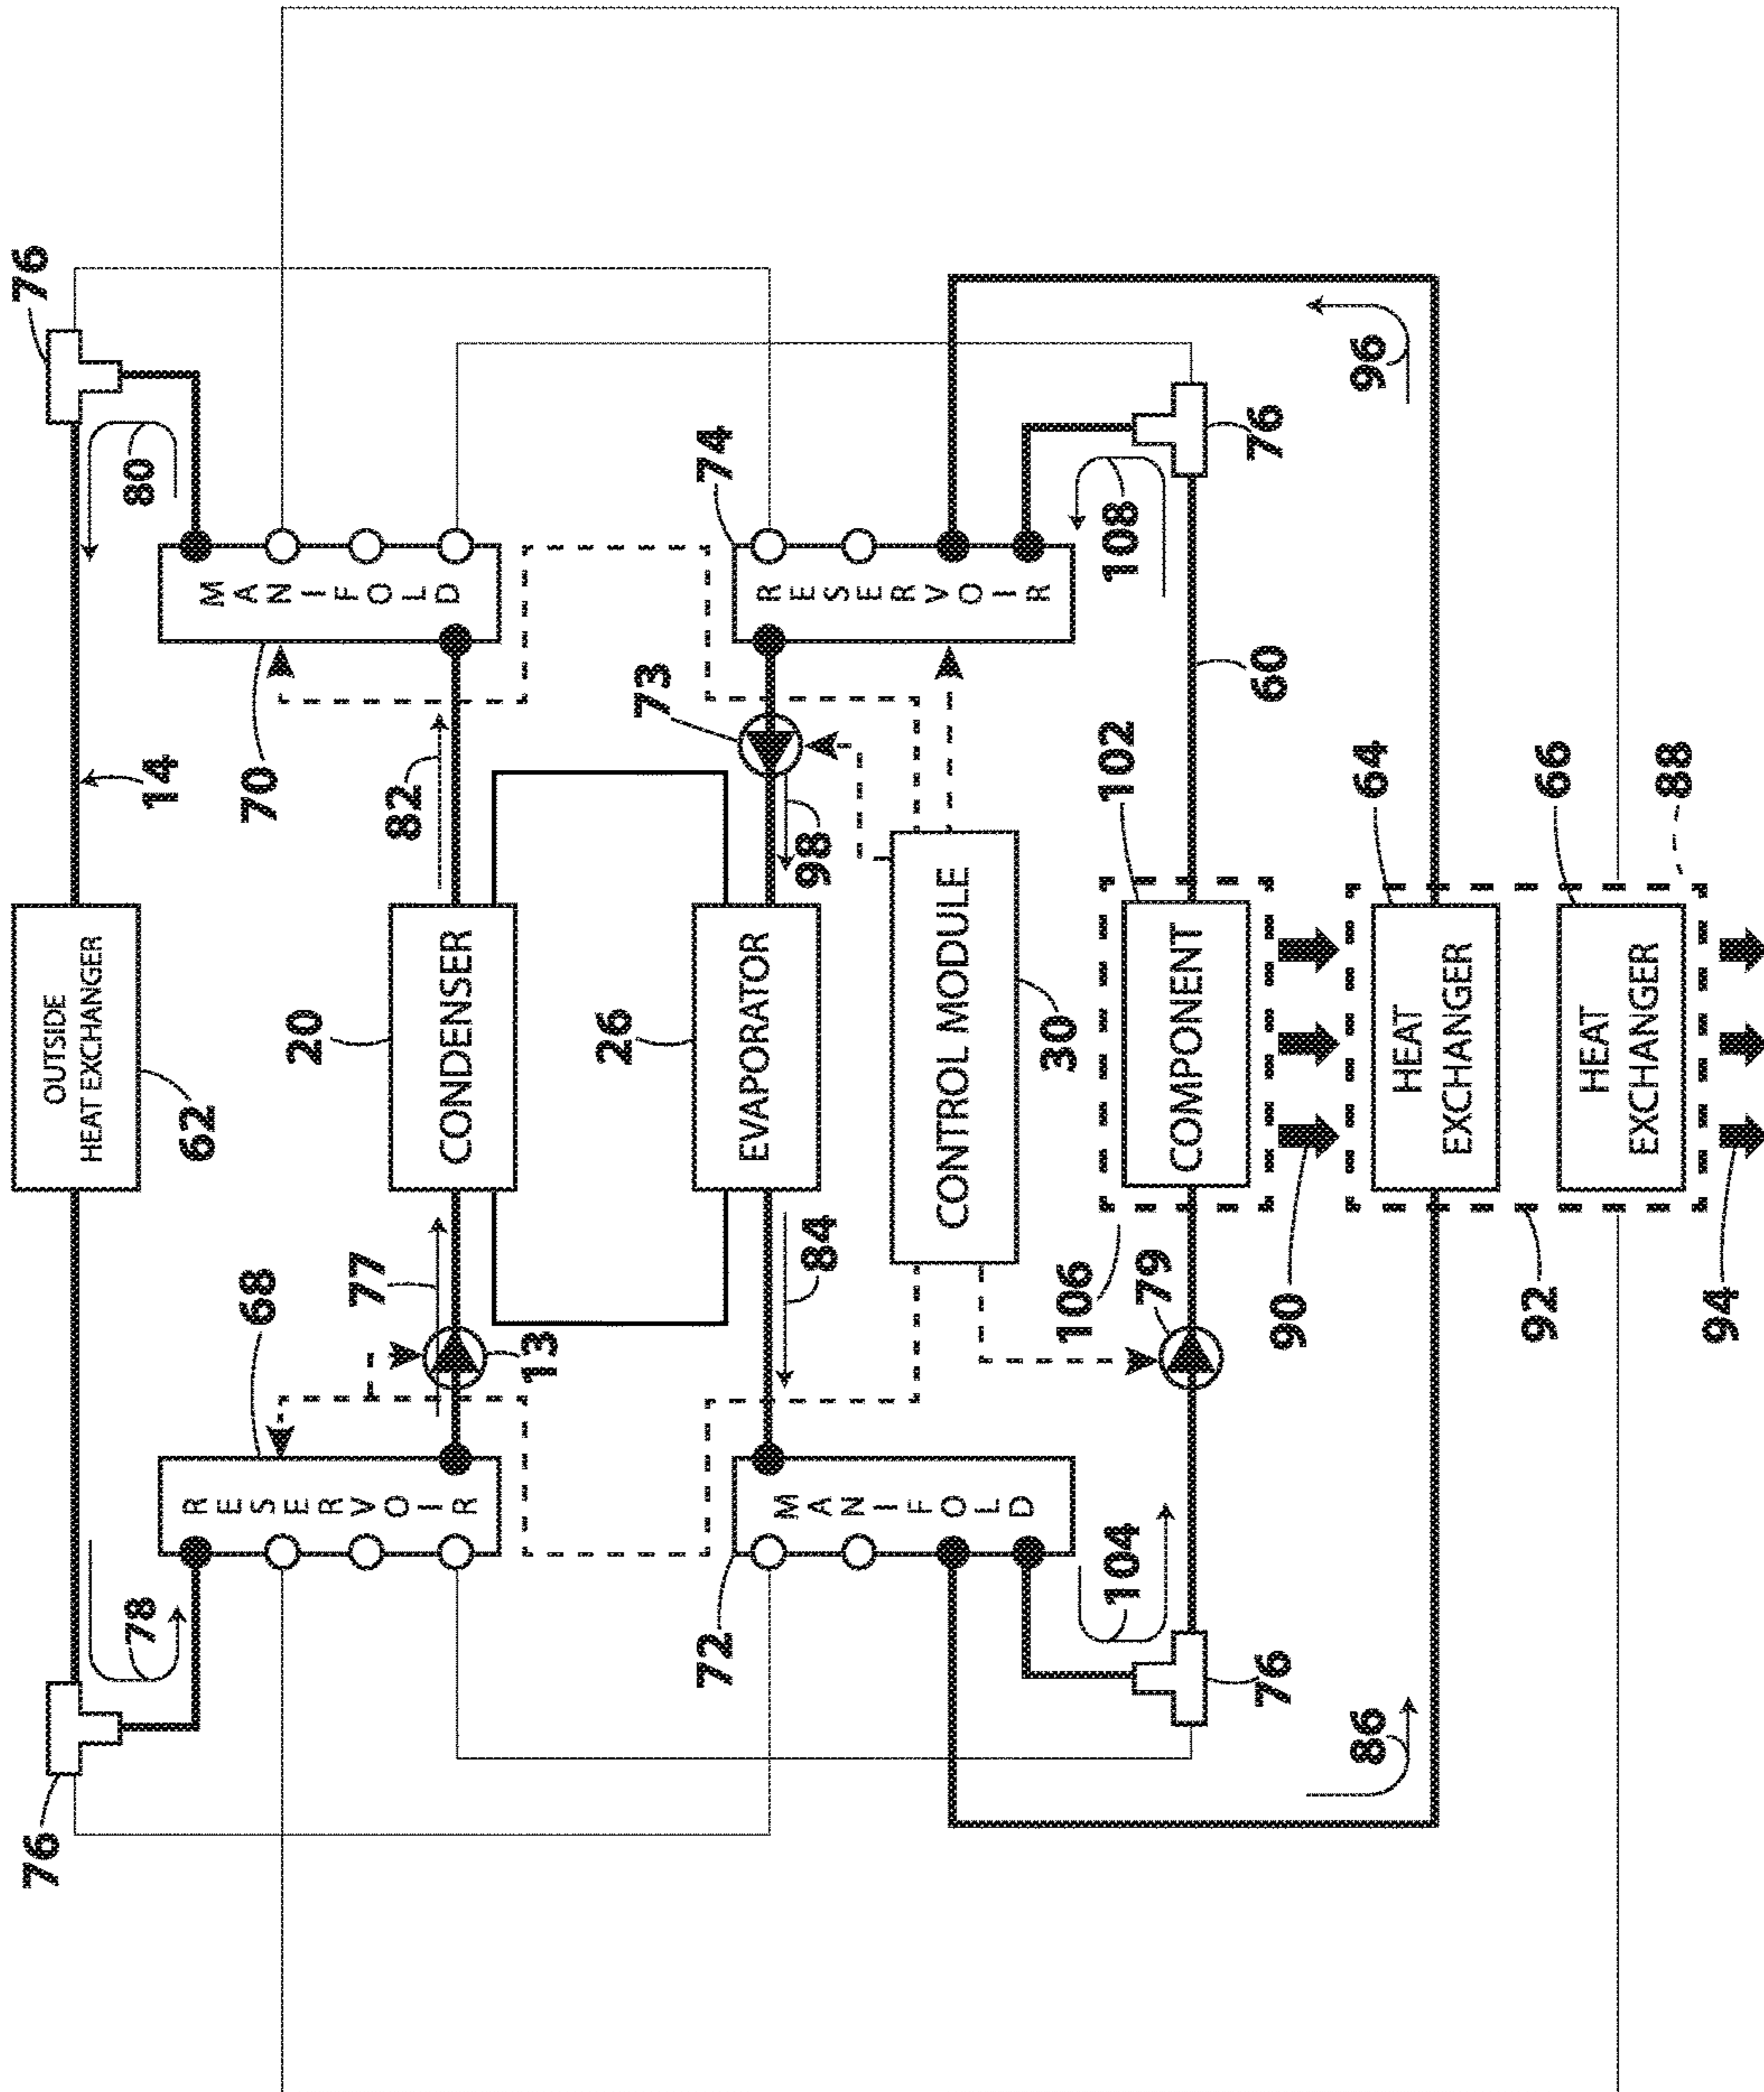 76
14
76
OUTSIDE
HEAT EXCHANGER
62
78
80
68
RESERVOIR
77
13
20
CONDENSER
82
70
MANIFOLD
72
MANIFOLD
84
26
EVAPORATOR
98
73
74
RESERVOIR
CONTROL MODULE
30
104
108
76
79
106
COMPONENT
102
60
76
86
90
92
HEAT
EXCHANGER
64
96
HEAT
EXCHANGER
66
88
94